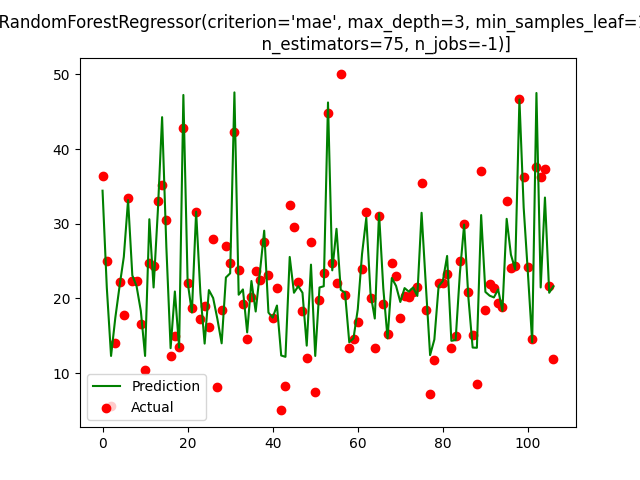 RandomForestRegressor(criterion='mae', max_depth=3, min_samples_leaf=
n_estimators=75, n_jobs=-1)]
50
40
30
20
10
Prediction
Actual
0 20 40 60 80 100